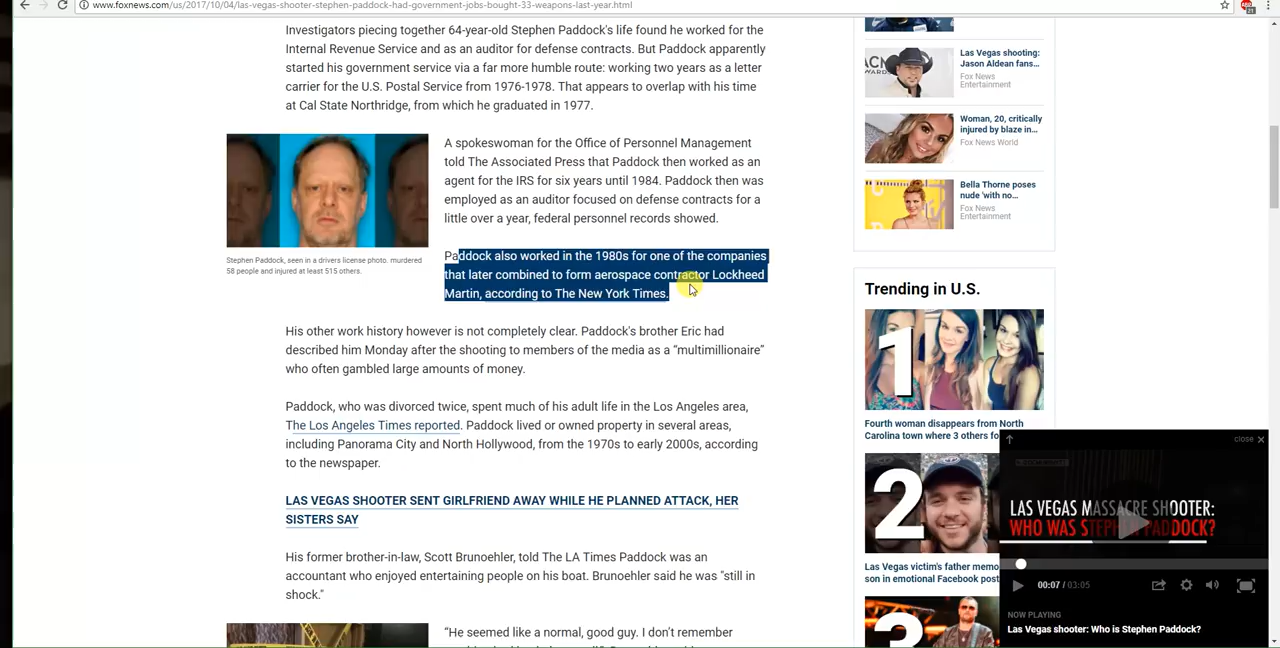 www.foxnews.com/us/2017/10/04/las-vegas-shooter-stephen-paddock-had-government-jobs-bought-33-weapons-last-year.html
Investigators piecing together 64-year-old Stephen Paddock's life found he worked for the
Internal Revenue Service and as an auditor for defense contracts. But Paddock apparently
started his government service via a far more humble route: working two years as a letter
carrier for the U.S. Postal Service from 1976-1978. That appears to overlap with his time
at Cal State Northridge, from which he graduated in 1977.
A spokeswoman for the Office of Personnel Management
told The Associated Press that Paddock then worked as an
agent for the IRS for six years until 1984. Paddock then was
employed as an auditor focused on defense contracts for a
little over a year, federal personnel records showed.
Stephen Paddock, seen in a drivers license photo. murdered
58 people and injured at least 515 others.
Paddock also worked in the 1980s for one of the companies
that later combined to form aerospace contractor Lockheed
Martin, according to The New York Times.
His other work history however is not completely clear. Paddock's brother Eric had
described him Monday after the shooting to members of the media as a “multimillionaire”
who often gambled large amounts of money.
Paddock, who was divorced twice, spent much of his adult life in the Los Angeles area,
The Los Angeles Times reported. Paddock lived or owned property in several areas,
including Panorama City and North Hollywood, from the 1970s to early 2000s, according
to the newspaper.
LAS VEGAS SHOOTER SENT GIRLFRIEND AWAY WHILE HE PLANNED ATTACK, HER
SISTERS SAY
His former brother-in-law, Scott Brunoehler, told The LA Times Paddock was an
accountant who enjoyed entertaining people on his boat. Brunoehler said he was "still in
shock."
“He seemed like a normal, good guy. I don’t remember
Las Vegas shooting:
Jason Aldean fans…
Fox News
Entertainment
Woman, 20, critically
injured by blaze in…
Fox News World
Bella Thorne poses
nude 'with no…
Fox News
Entertainment
Trending in U.S.
1
Fourth woman disappears from North
Carolina town where 3 others fo
2
Las Vegas victim's father memo
son in emotional Facebook post
3
close
LAS VEGAS MASSACRE SHOOTER:
WHO WAS STEPHEN PADDOCK?
00:07 / 03:05
NOW PLAYING
Las Vegas shooter: Who is Stephen Paddock?